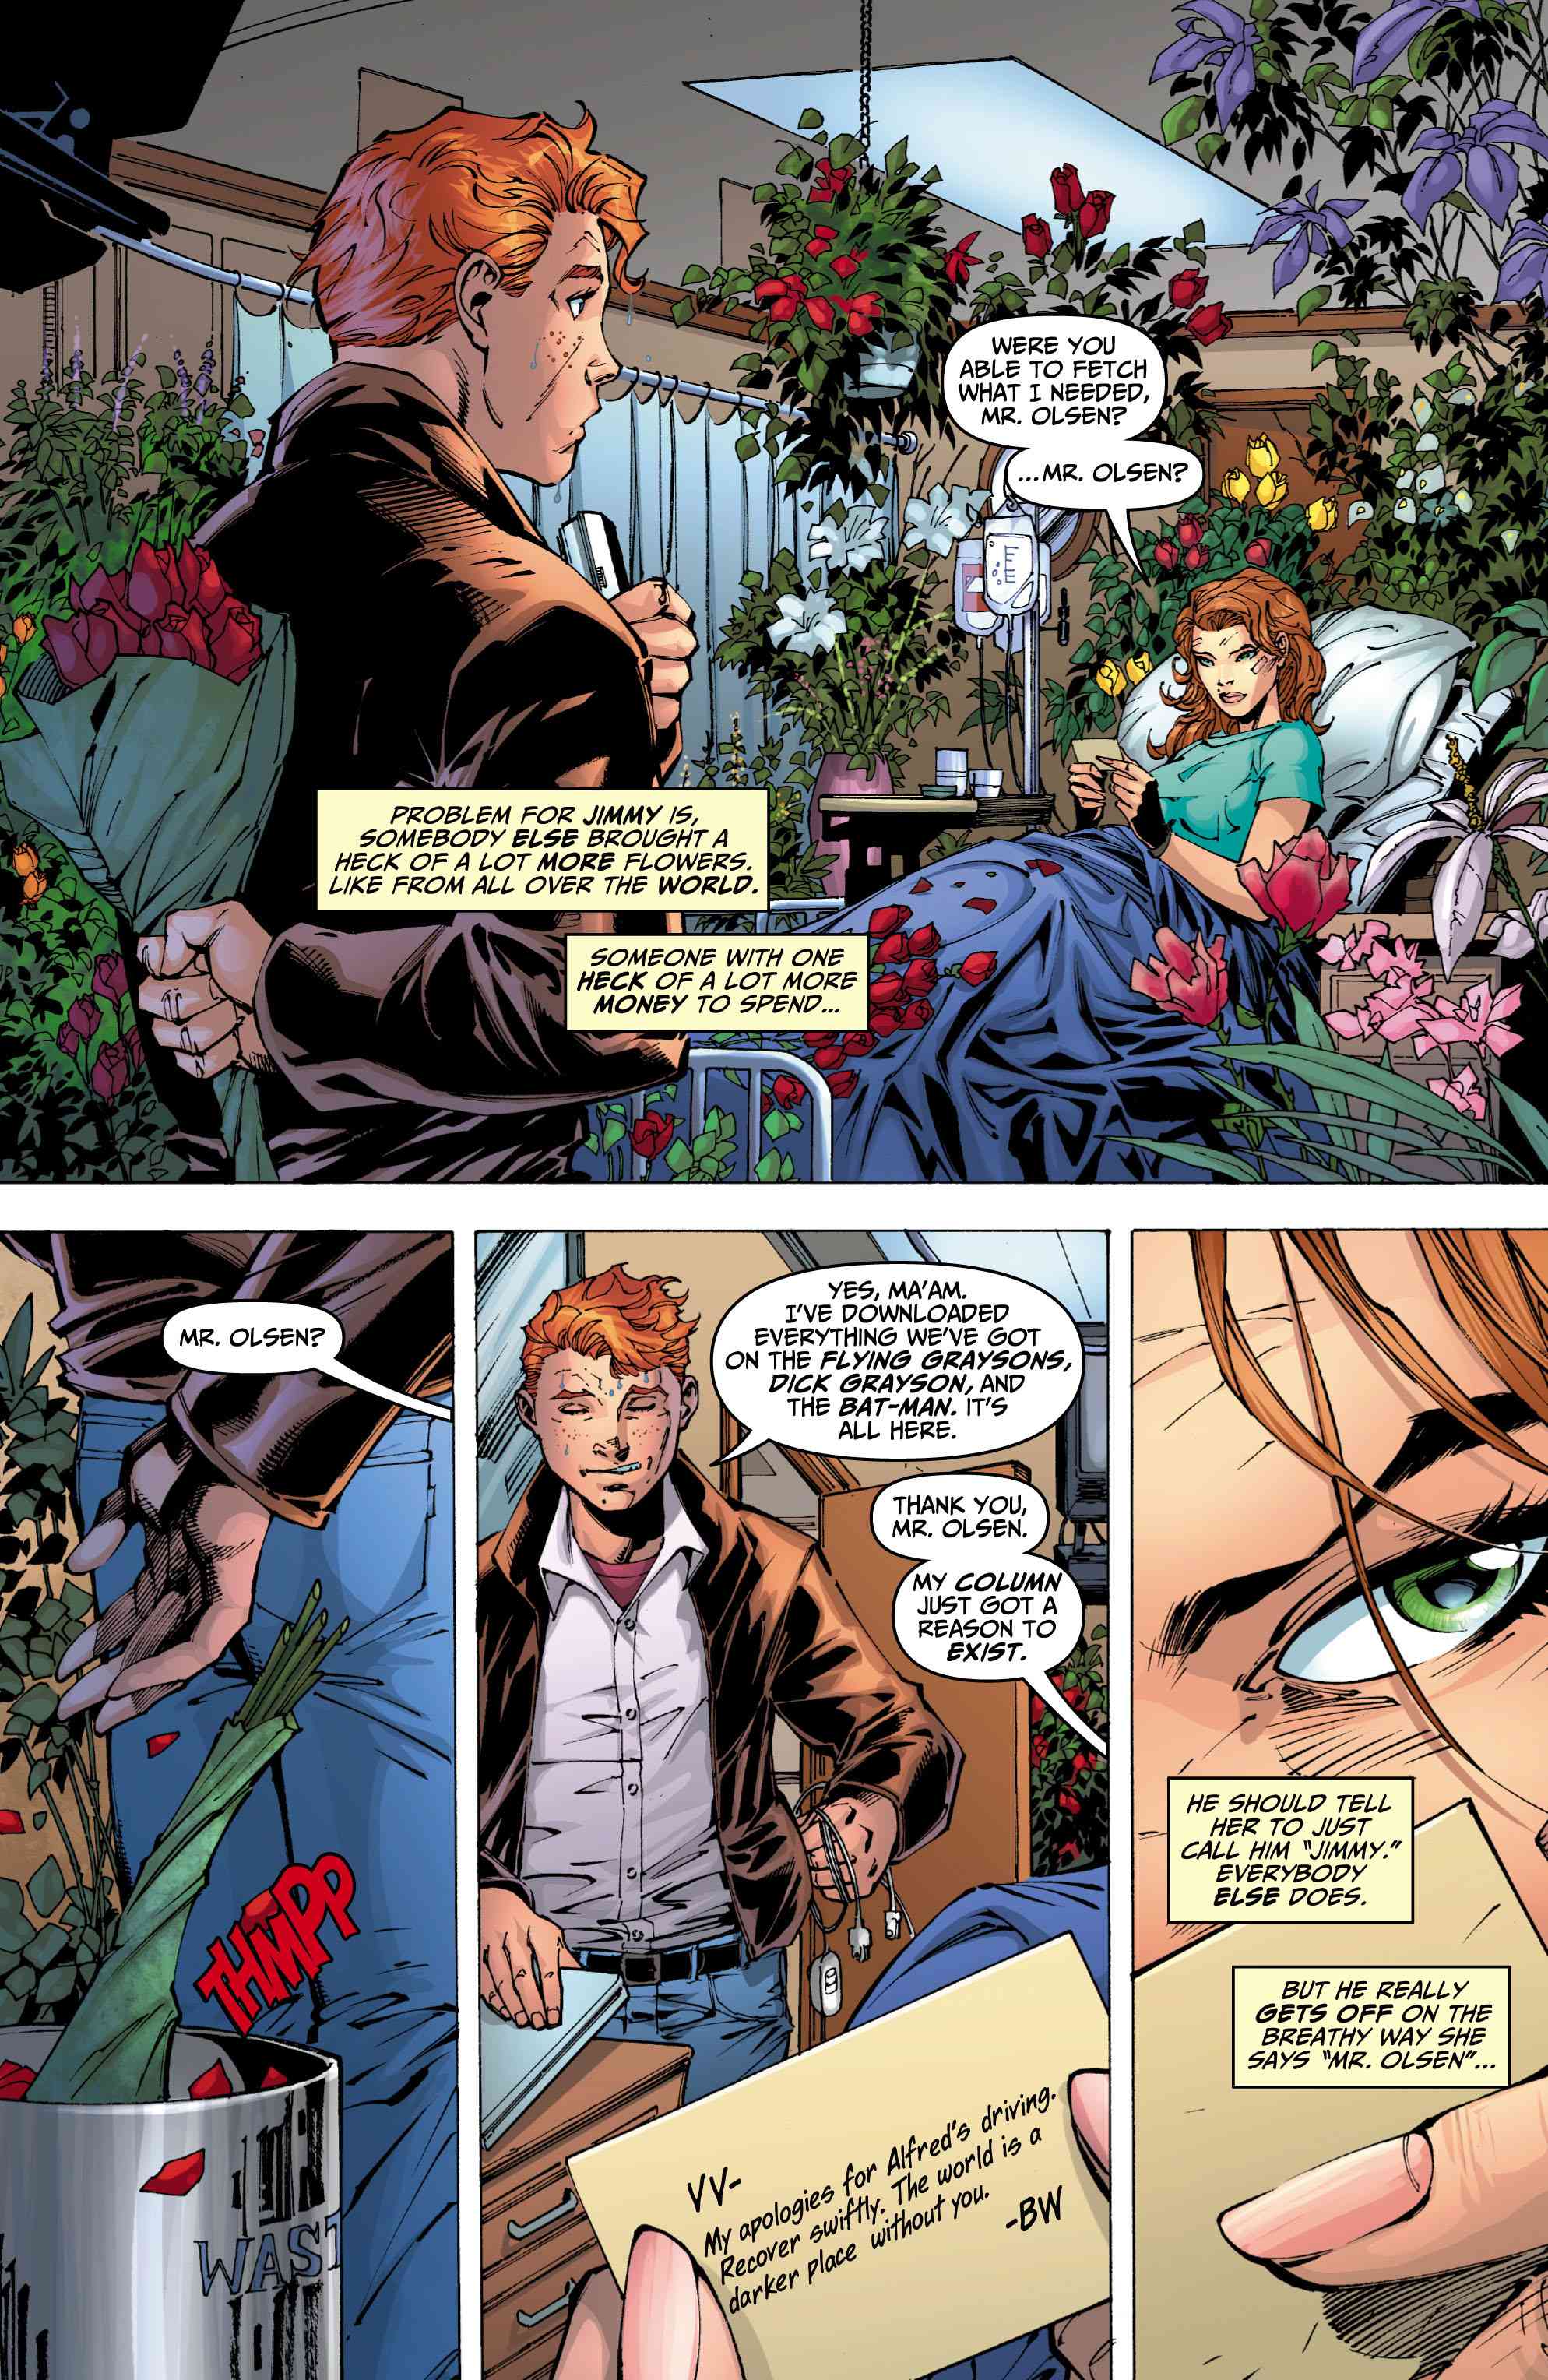 WERE YOU
ABLE TO FETCH
WHAT I NEEDED,
MR. OLSEN?
...MR. OLSEN?
PROBLEM FOR JIMMY IS,
SOMEBODY ELSE BROUGHT A
HECK OF A LOT MORE FLOWERS.
LIKE FROM ALL OVER THE WORLD.
SOMEONE WITH ONE
HECK OF A LOT MORE
MONEY TO SPEND...
MR. OLSEN?
THMPP
WAST
YES, MA'AM.
I'VE DOWNLOADED
EVERYTHING WE'VE GOT
ON THE FLYING GRAYSONS,
DICK GRAYSON, AND
THE BAT-MAN. IT'S
ALL HERE.
THANK YOU,
MR. OLSEN.
MY COLUMN
JUST GOT A
REASON TO
EXIST.
VV-
My apologies for Alfred's driving.
Recover swiftly. The world is a
darker place without you.
-BW
HE SHOULD TELL
HER TO JUST
CALL HIM "JIMMY."
EVERYBODY
ELSE DOES.
BUT HE REALLY
GETS OFF ON THE
BREATHY WAY SHE
SAYS "MR. OLSEN"...